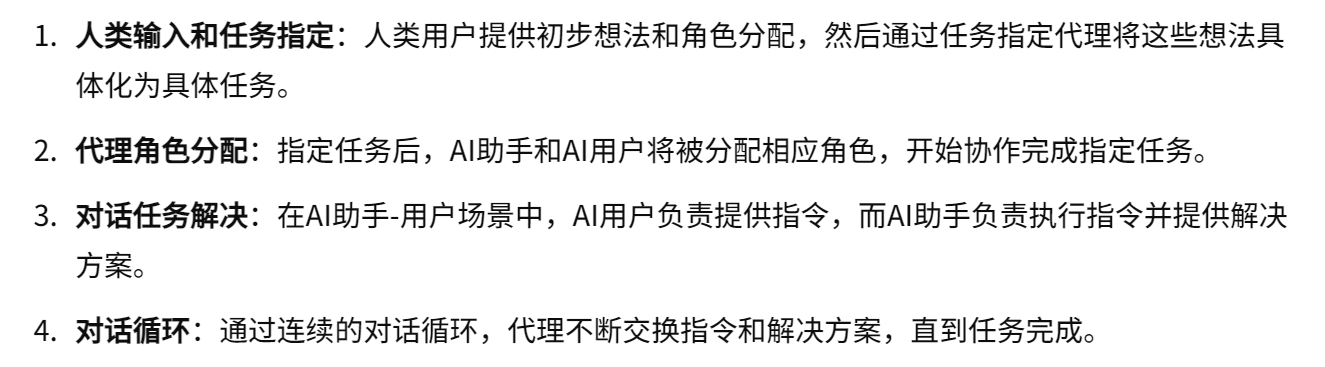 1. 人类输入和任务指定：人类用户提供初步想法和角色分配，然后通过任务指定代理将这些想法具
体化为具体任务。
2. 代理角色分配：指定任务后，AI助手和AI用户将被分配相应角色，开始协作完成指定任务。
3. 对话任务解决：在AI助手-用户场景中，AI用户负责提供指令，而AI助手负责执行指令并提供解决
方案。
4. 对话循环：通过连续的对话循环，代理不断交换指令和解决方案，直到任务完成。